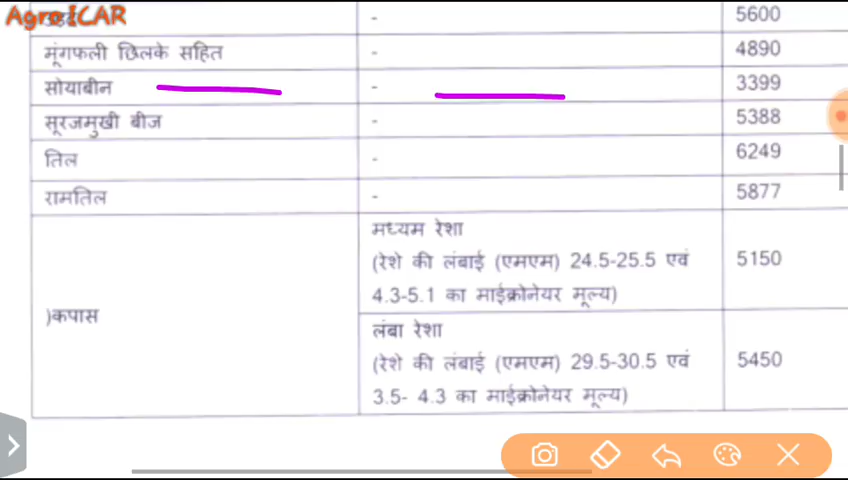 Agro ICAR
- 5600
मूंगफली छिलके सहित - 4890
सोयाबीन - 3399
सूरजमुखी बीज - 5388
तिल - 6249
रामतिल - 5877
मध्यम रेशा
(रेशे की लंबाई (एमएम) 24.5-25.5 एवं 5150
4.3-5.1 का माईक्रोनेयर मूल्य)
)कपास
लंबा रेशा
(रेशे की लंबाई (एमएम) 29.5-30.5 एवं 5450
3.5- 4.3 का माईक्रोनेयर मूल्य)